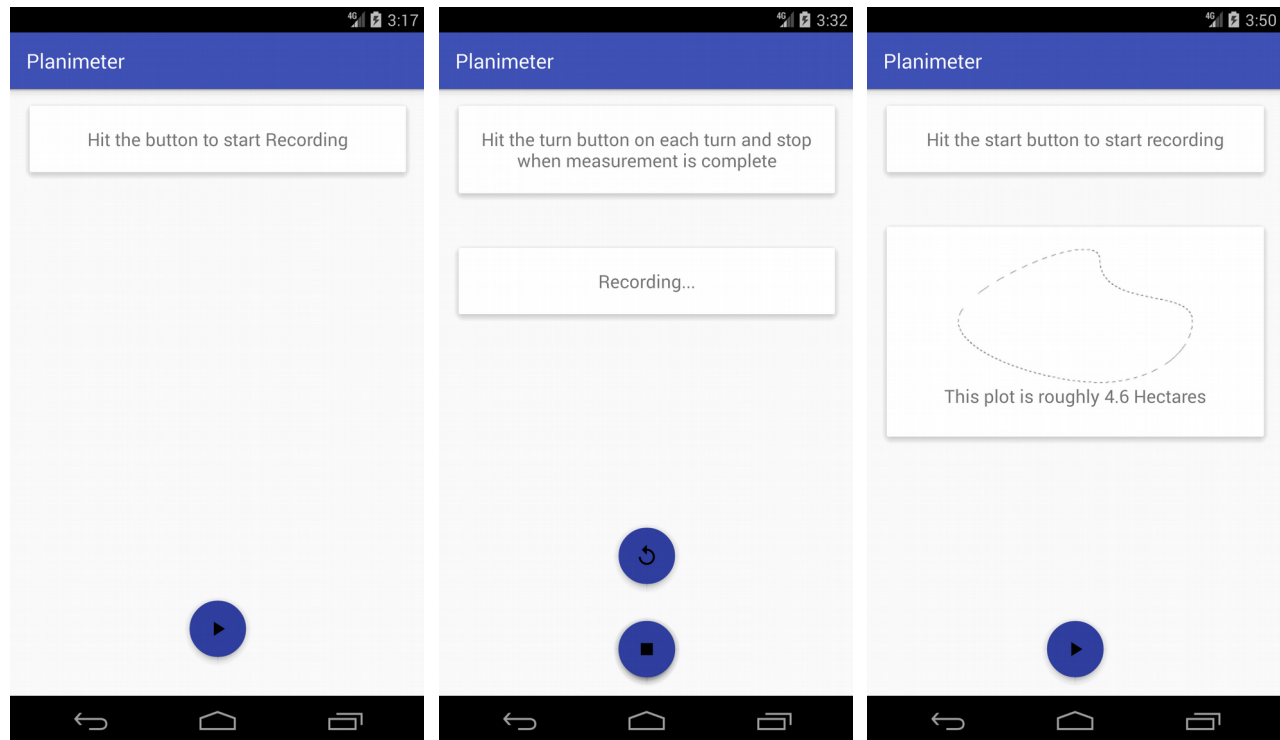 4G 3:17
Planimeter
Hit the button to start Recording
4G 3:32
Planimeter
Hit the turn button on each turn and stop
when measurement is complete
Recording...
4G 3:50
Planimeter
Hit the start button to start recording
This plot is roughly 4.6 Hectares